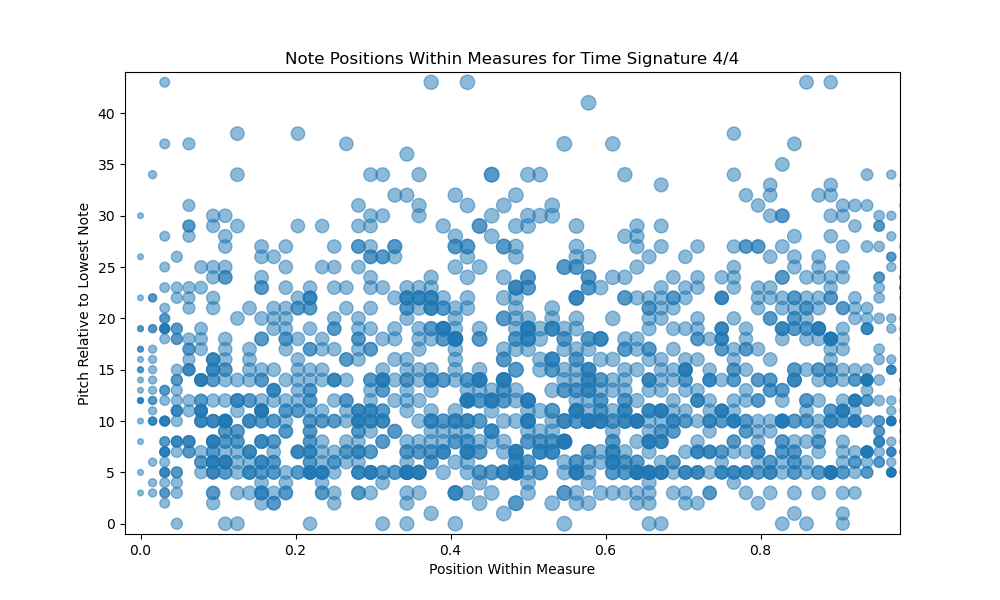 Note Positions Within Measures for Time Signature 4/4
40
35
30
25
20
15
10
5
0
Pitch Relative to Lowest Note
0.0 0.2 0.4 0.6 0.8
Position Within Measure